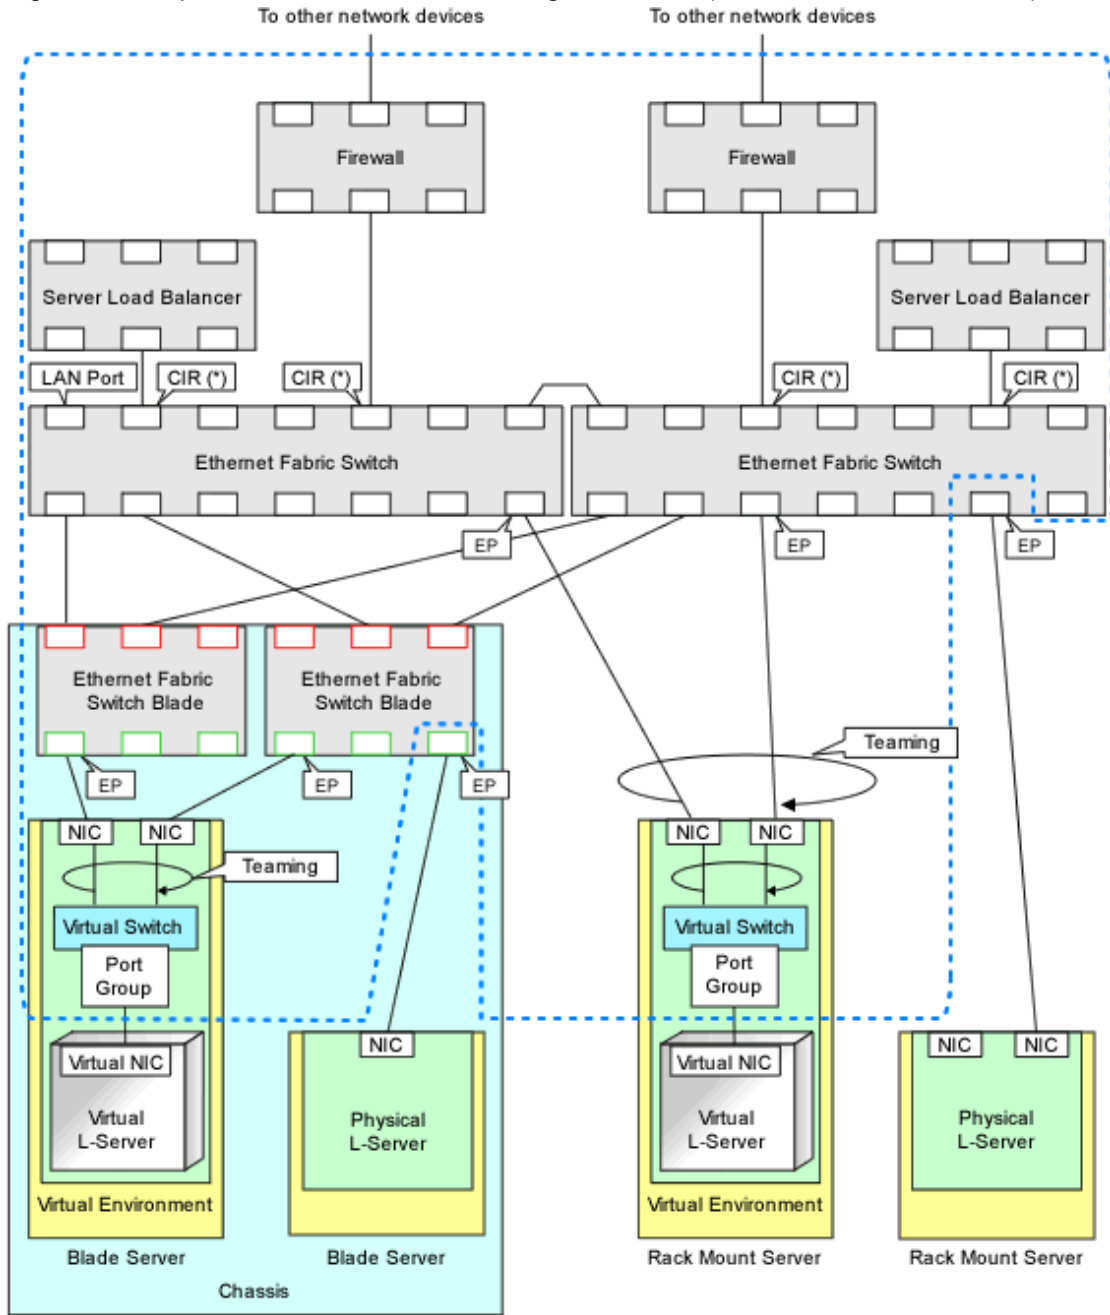 To other network devices
To other network devices
Firewall
Firewall
Server Load Balancer
Server Load Balancer
LAN Port
CIR (*)
CIR (*)
CIR (*)
CIR (*)
Ethernet Fabric Switch
Ethernet Fabric Switch
EP
EP
EP
Ethernet Fabric
Switch Blade
Ethernet Fabric
Switch Blade
Teaming
EP
EP
EP
NIC
NIC
NIC
NIC
Teaming
Virtual Switch
Virtual Switch
Port
Group
Port
Group
NIC
NIC
NIC
Virtual NIC
Virtual NIC
Virtual
L-Server
Physical
L-Server
Virtual
L-Server
Physical
L-Server
Virtual Environment
Virtual Environment
Blade Server
Blade Server
Rack Mount Server
Rack Mount Server
Chassis